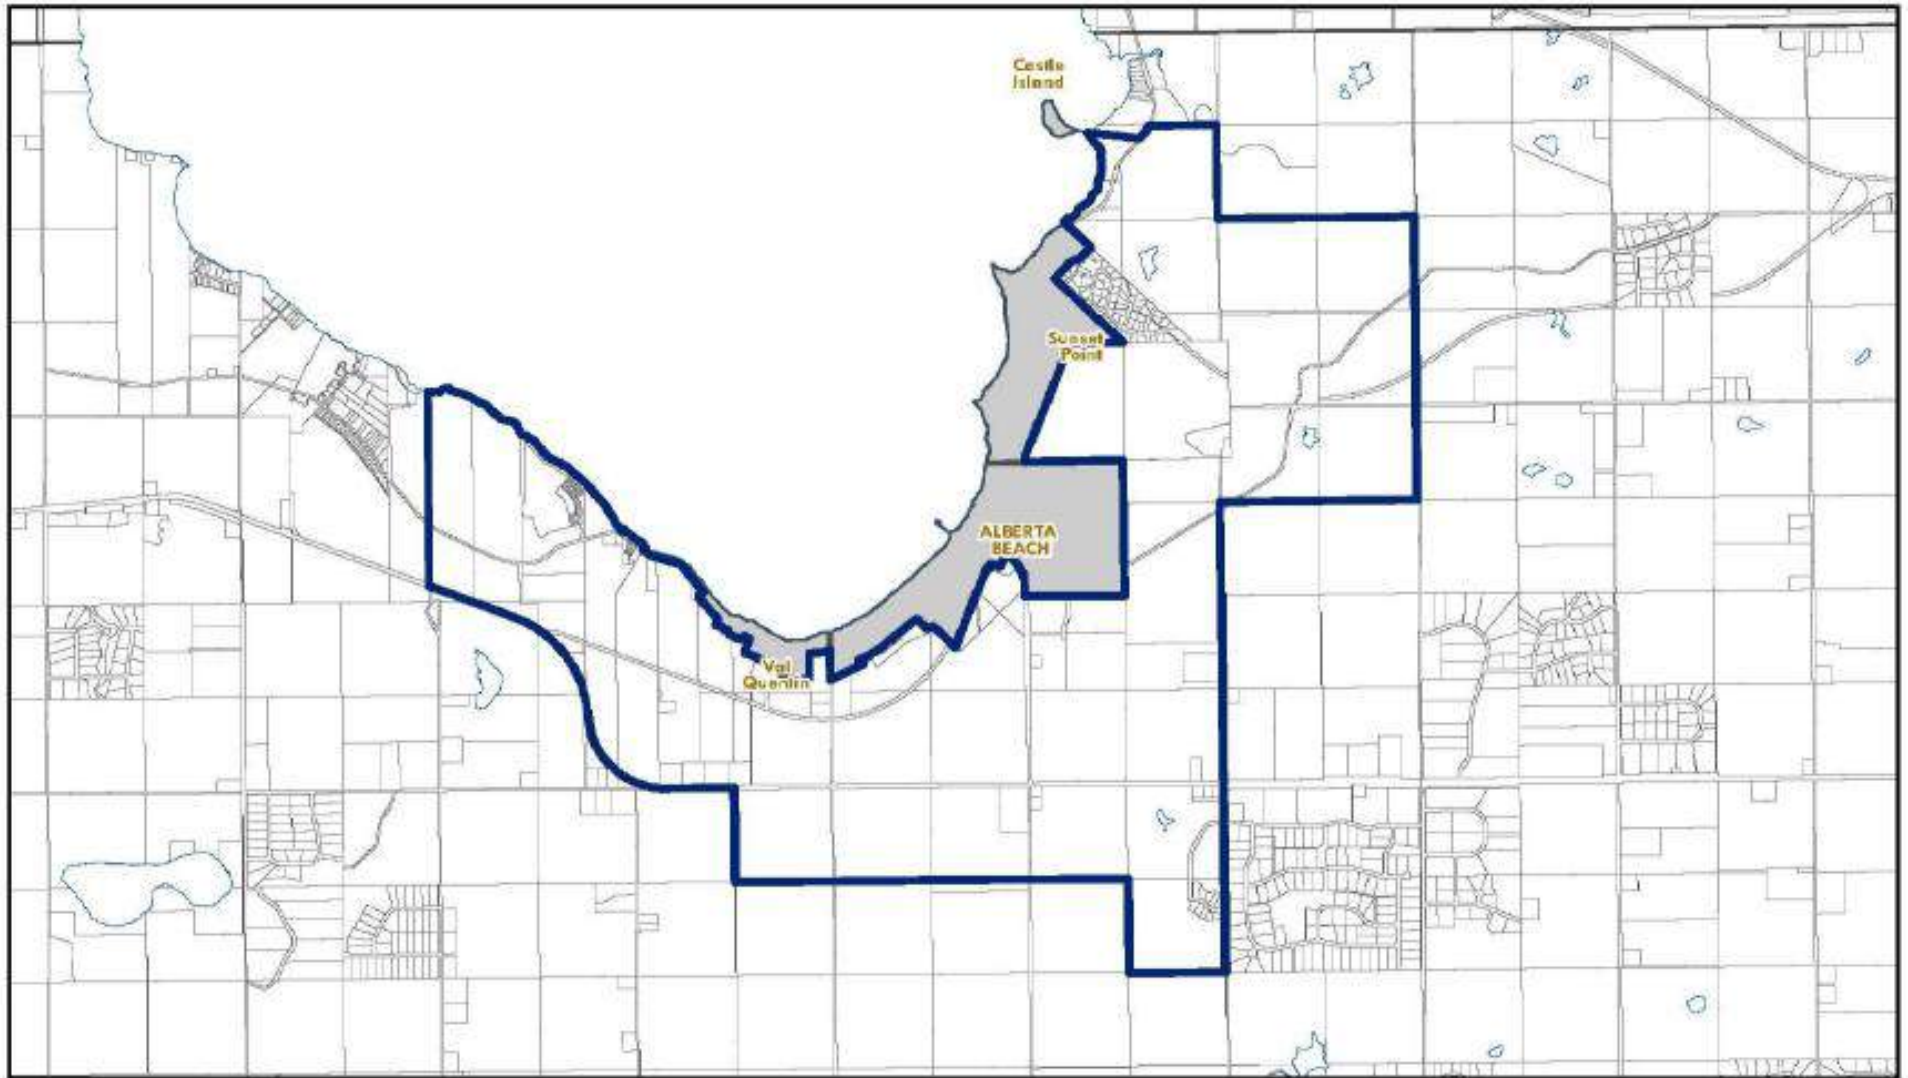 Castle
Island
Sunset
Point
ALBERTA
BEACH
Val
Quentin